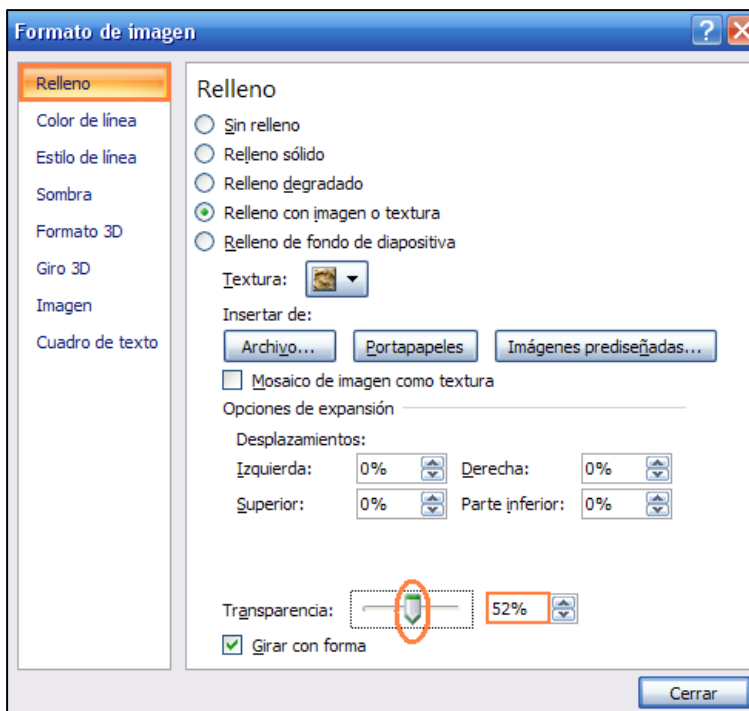 Formato de imagen
Relleno
Color de línea
Estilo de línea
Sombra
Formato 3D
Giro 3D
Imagen
Cuadro de texto
Relleno
Sin relleno
Relleno sólido
Relleno degradado
Relleno con imagen o textura
Relleno de fondo de diapositiva
Textura:
Insertar de:
Archivo... Portapapeles Imágenes prediseñadas...
Mosaico de imagen como textura
Opciones de expansión
Desplazamientos:
Izquierda: 0% Derecha: 0%
Superior: 0% Parte inferior: 0%
Transparencia: 52%
Girar con forma
Cerrar